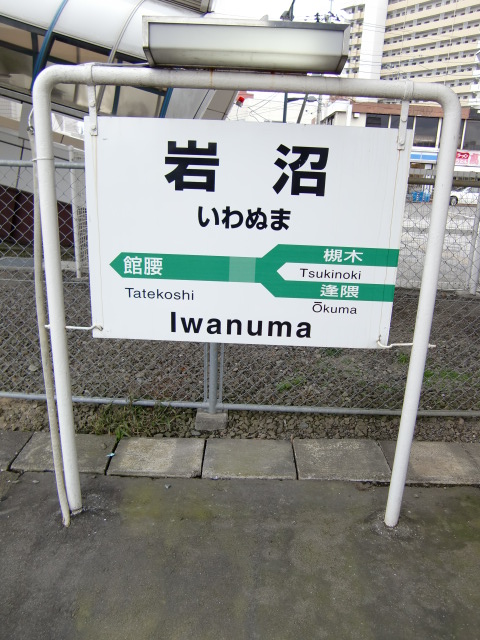 岩沼
いわぬま
館腰
Tatekoshi
槻木
Tsukinoki
逢隈
Ōkuma
Iwanuma